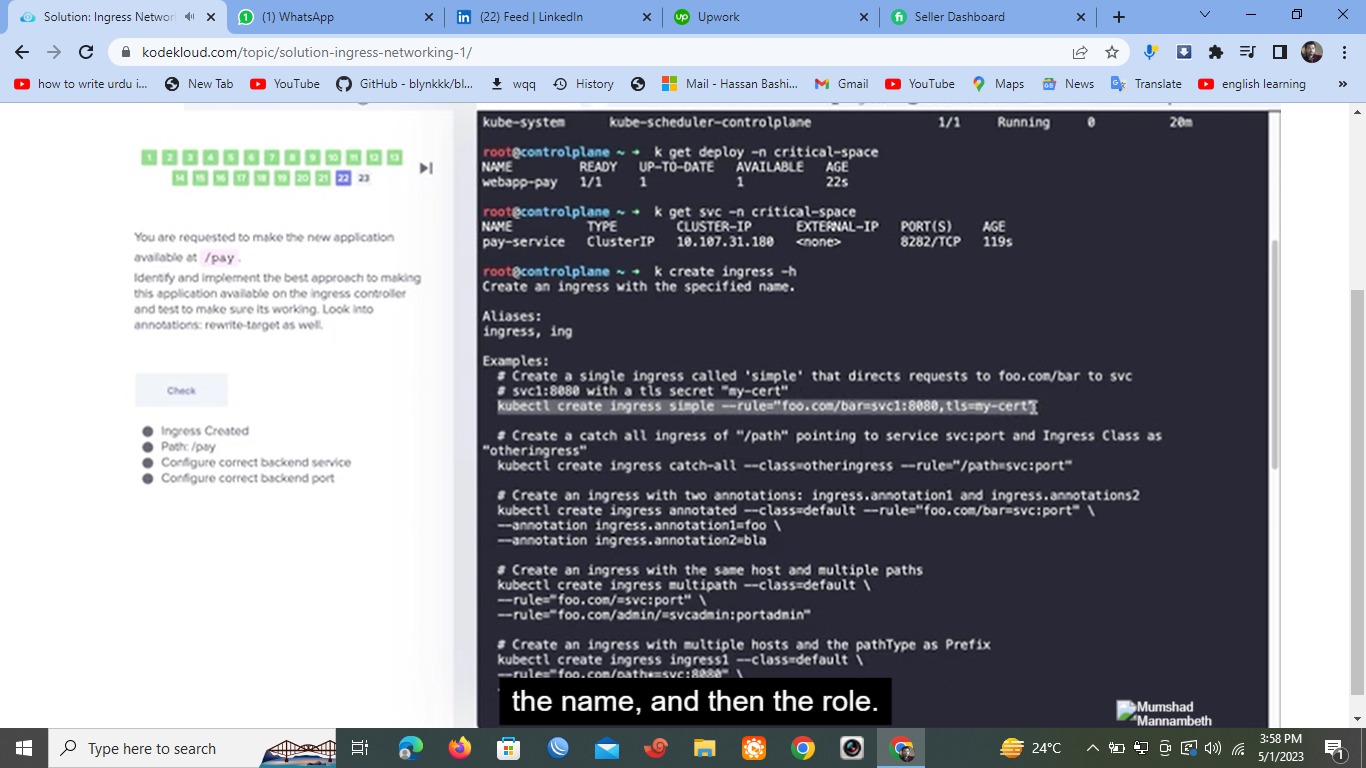 Solution: Ingress Networ
(1) WhatsApp
(22) Feed | LinkedIn
Upwork
Seller Dashboard
kodekloud.com/topic/solution-ingress-networking-1/
how to write urdu i...
New Tab
YouTube
GitHub - blynkkk/bl...
wqq
History
Mail - Hassan Bashi...
Gmail
YouTube
Maps
News
Translate
english learning
1 2 3 4 5 6 7 8 9 10 11 12 13
14 15 16 17 18 19 20 21 22 23
You are requested to make the new application
available at /pay .
Identify and implement the best approach to making
this application available on the ingress controller
and test to make sure its working. Look into
annotations: rewrite-target as well.
Check
Ingress Created
Path: /pay
Configure correct backend service
Configure correct backend port
kube-system kube-scheduler-controlplane 1/1 Running 0 20m
root@controlplane ~ ➜ k get deploy -n critical-space
NAME READY UP-TO-DATE AVAILABLE AGE
webapp-pay 1/1 1 1 22s
root@controlplane ~ ➜ k get svc -n critical-space
NAME TYPE CLUSTER-IP EXTERNAL-IP PORT(S) AGE
pay-service ClusterIP 10.107.31.180 <none> 8282/TCP 119s
root@controlplane ~ ➜ k create ingress -h
Create an ingress with the specified name.
Aliases:
ingress, ing
Examples:
# Create a single ingress called 'simple' that directs requests to foo.com/bar to svc
# svc1:8080 with a tls secret "my-cert"
kubectl create ingress simple --rule="foo.com/bar=svc1:8080,tls=my-cert"
# Create a catch all ingress of "/path" pointing to service svc:port and Ingress Class as
"otheringress"
kubectl create ingress catch-all --class=otheringress --rule="/path=svc:port"
# Create an ingress with two annotations: ingress.annotation1 and ingress.annotations2
kubectl create ingress annotated --class=default --rule="foo.com/bar=svc:port" \
--annotation ingress.annotation1=foo \
--annotation ingress.annotation2=bla
# Create an ingress with the same host and multiple paths
kubectl create ingress multipath --class=default \
--rule="foo.com/=svc:port" \
--rule="foo.com/admin/=svcadmin:portadmin"
# Create an ingress with multiple hosts and the pathType as Prefix
kubectl create ingress ingress1 --class=default \
--rule="foo.com/path*=svc:8080" \
the name, and then the role.
Mumshad
Mannambeth
Type here to search
24°C
3:58 PM
5/1/2023
1